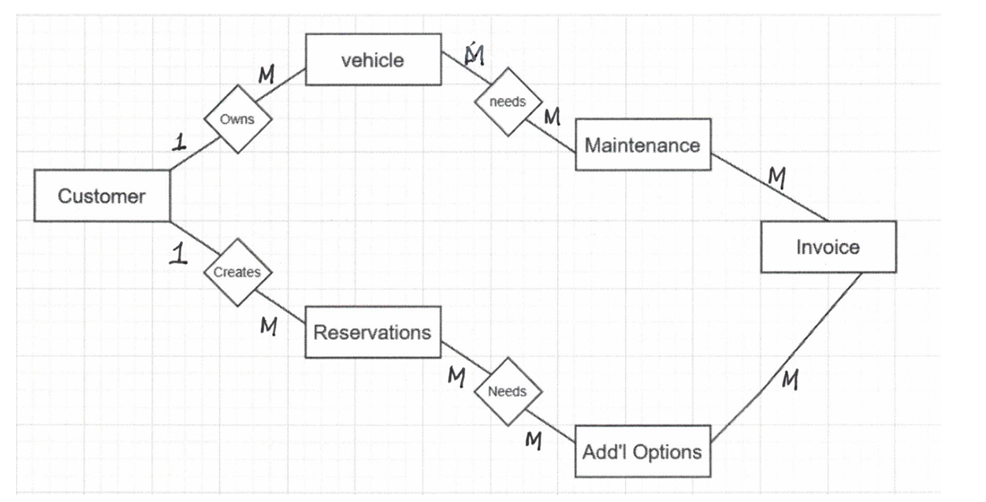 vehicle
M
M
needs
Owns
M
1
Maintenance
M
Customer
Invoice
1
Creates
M
Reservations
M
Needs
M
M
Add'l Options